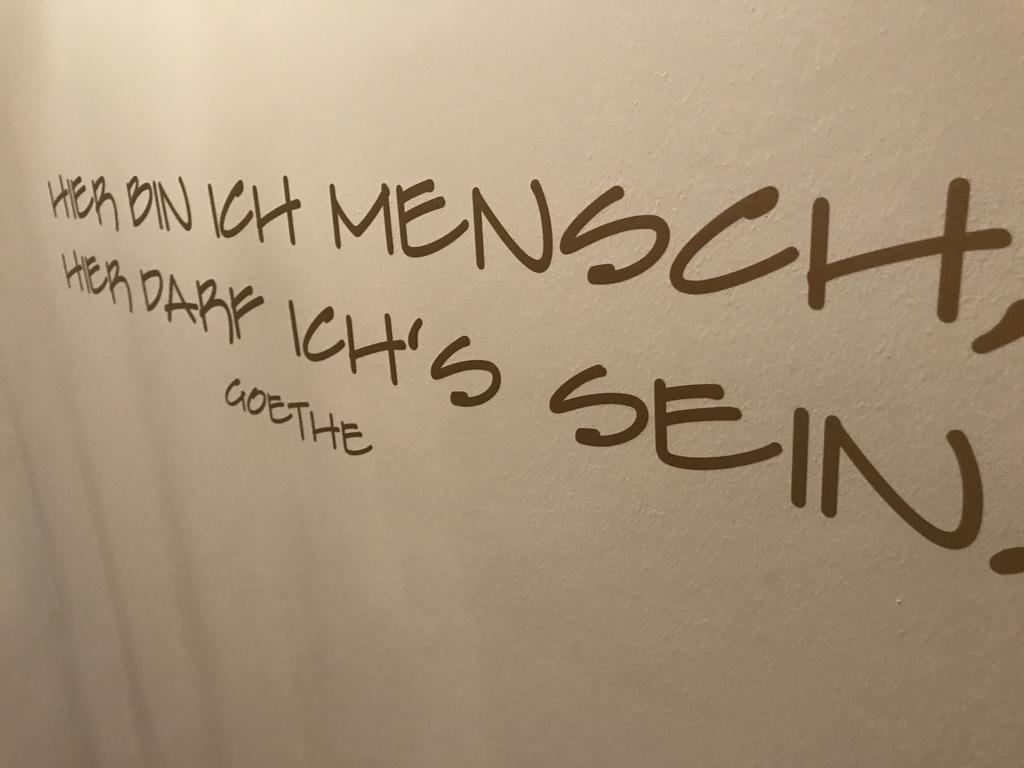 HIER BIN ICH MENSCH,
HIER DARF ICH'S SEIN.
GOETHE